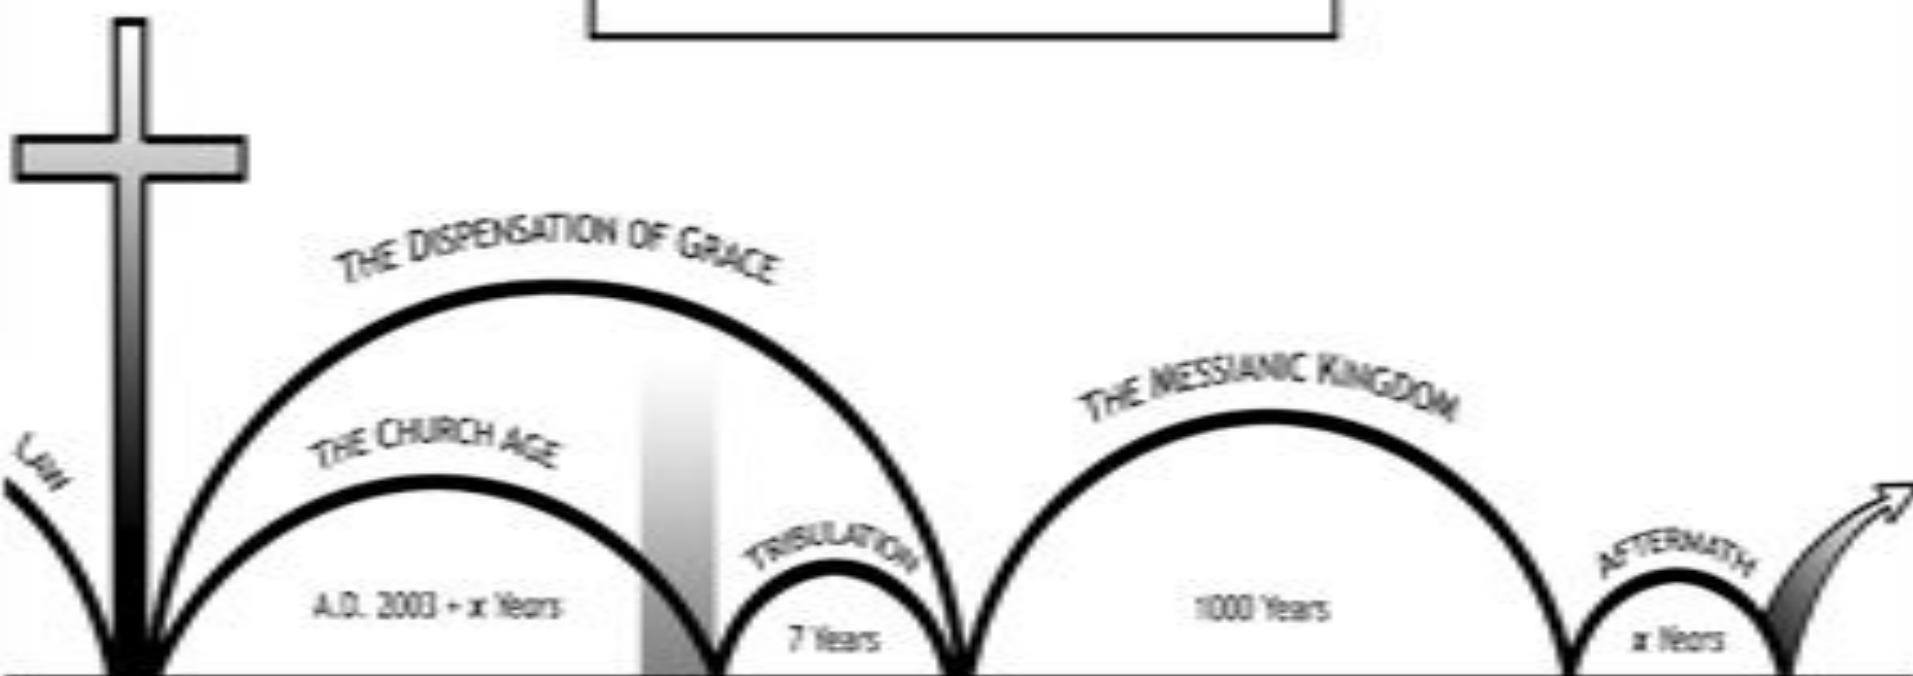 THE DISPENSATION OF GRACE
THE MESSIANIC KINGDOM
THE CHURCH AGE
LAW
TRIBULATION
AFTERMATH
A.D. 2003 + x Years
1000 Years
7 Years
x Years